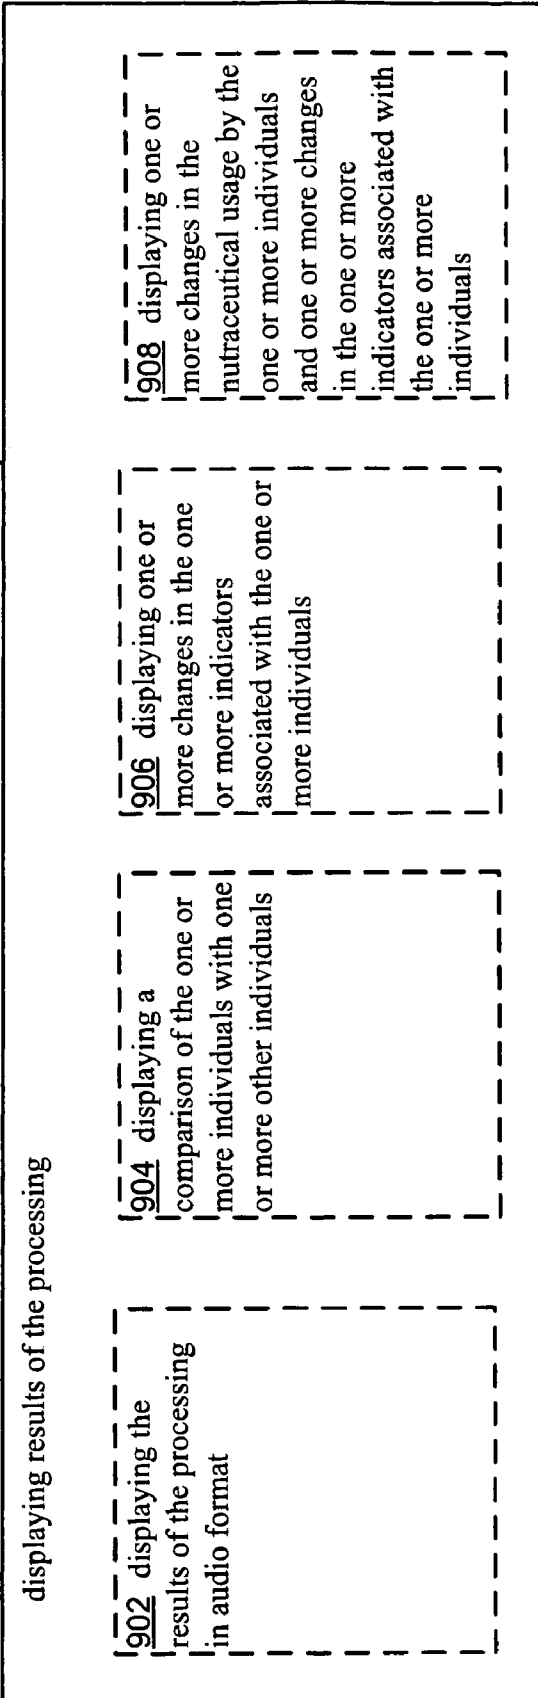 displaying results of the processing
902 displaying the
results of the processing
in audio format
904 displaying a
comparison of the one or
more individuals with one
or more other individuals
906 displaying one or
more changes in the one
or more indicators
associated with the one or
more individuals
908 displaying one or
more changes in the
nutraceutical usage by the
one or more individuals
and one or more changes
in the one or more
indicators associated with
the one or more
individuals